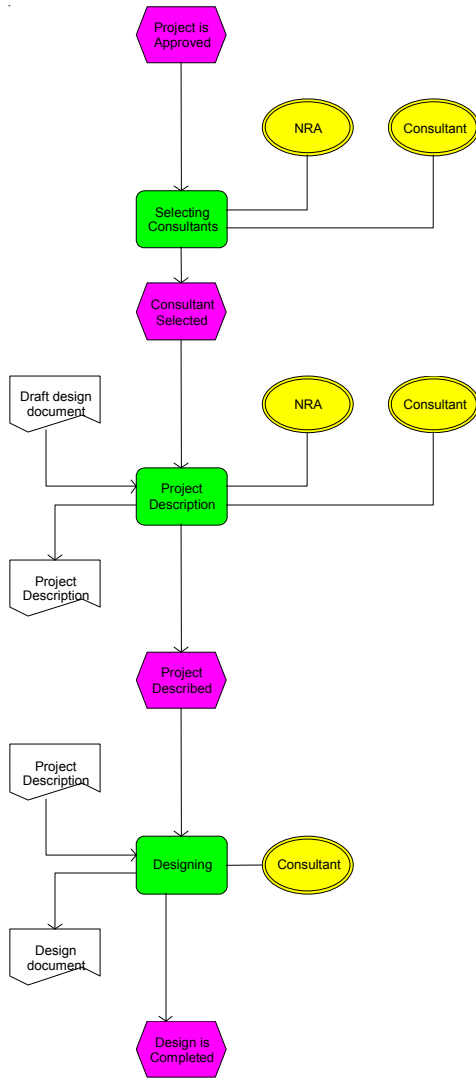 Project is
Approved
NRA
Consultant
Selecting
Consultants
Consultant
Selected
Draft design
document
NRA
Consultant
Project
Description
Project
Description
Project
Described
Project
Description
Designing
Consultant
Design
document
Design is
Completed